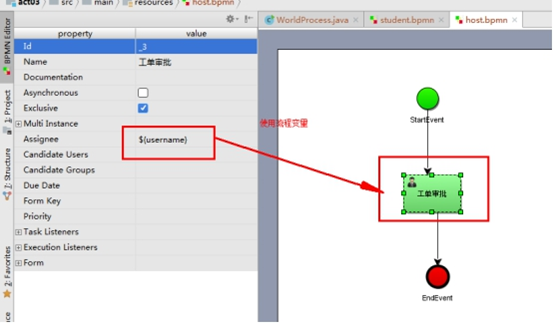 act03 › src › main › resources › host.bpmn
WorldProcess.java × student.bpmn × host.bpmn ×
BPMN Editor
1: Project
Z: Structure
2: Favorites
property value
Id _3
Name 工单审批
Documentation
Asynchronous
Exclusive
Multi Instance
Assignee ${username}
Candidate Users
Candidate Groups
Due Date
Form Key
Priority
Task Listeners
Execution Listeners
Form
使用流程变量
StartEvent
工单审批
EndEvent